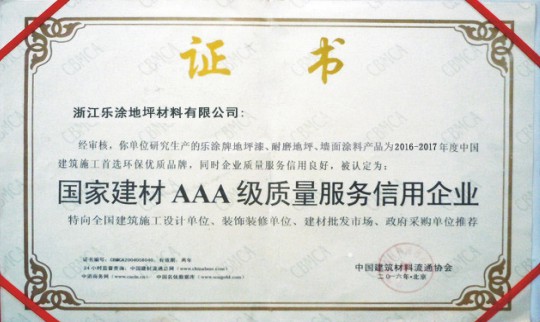 证 书
浙江乐涂地坪材料有限公司:
经审核,你单位研究生产的乐涂牌地坪漆、耐磨地坪、墙面涂料产品为2016-2017年度中国
建筑施工首选环保优质品牌,同时企业质量服务信用良好,被认定为:
国家建材AAA级质量服务信用企业
特向全国建筑施工设计单位、装饰装修单位、建材批发市场、政府采购单位推荐
中国建筑材料流通协会
二〇一六年·北京
CBMCA